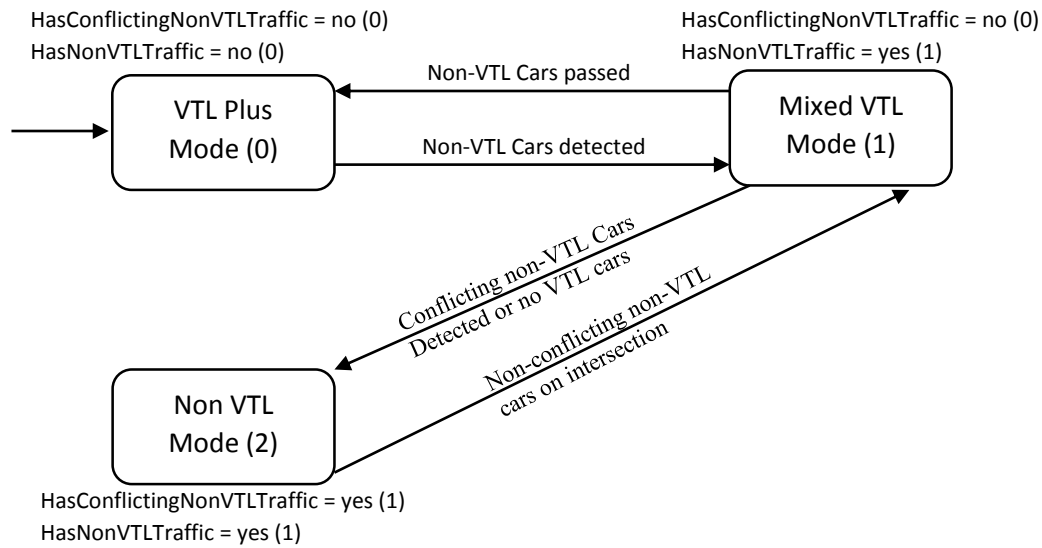 HasConflictingNonVTLTraffic = no (0)
HasNonVTLTraffic = no (0)
HasConflictingNonVTLTraffic = no (0)
HasNonVTLTraffic = yes (1)
VTL Plus
Mode (0)
Non-VTL Cars passed
Non-VTL Cars detected
Mixed VTL
Mode (1)
Conflicting non-VTL Cars
Detected or no VTL cars
Non-conflicting non-VTL
cars on intersection
Non VTL
Mode (2)
HasConflictingNonVTLTraffic = yes (1)
HasNonVTLTraffic = yes (1)